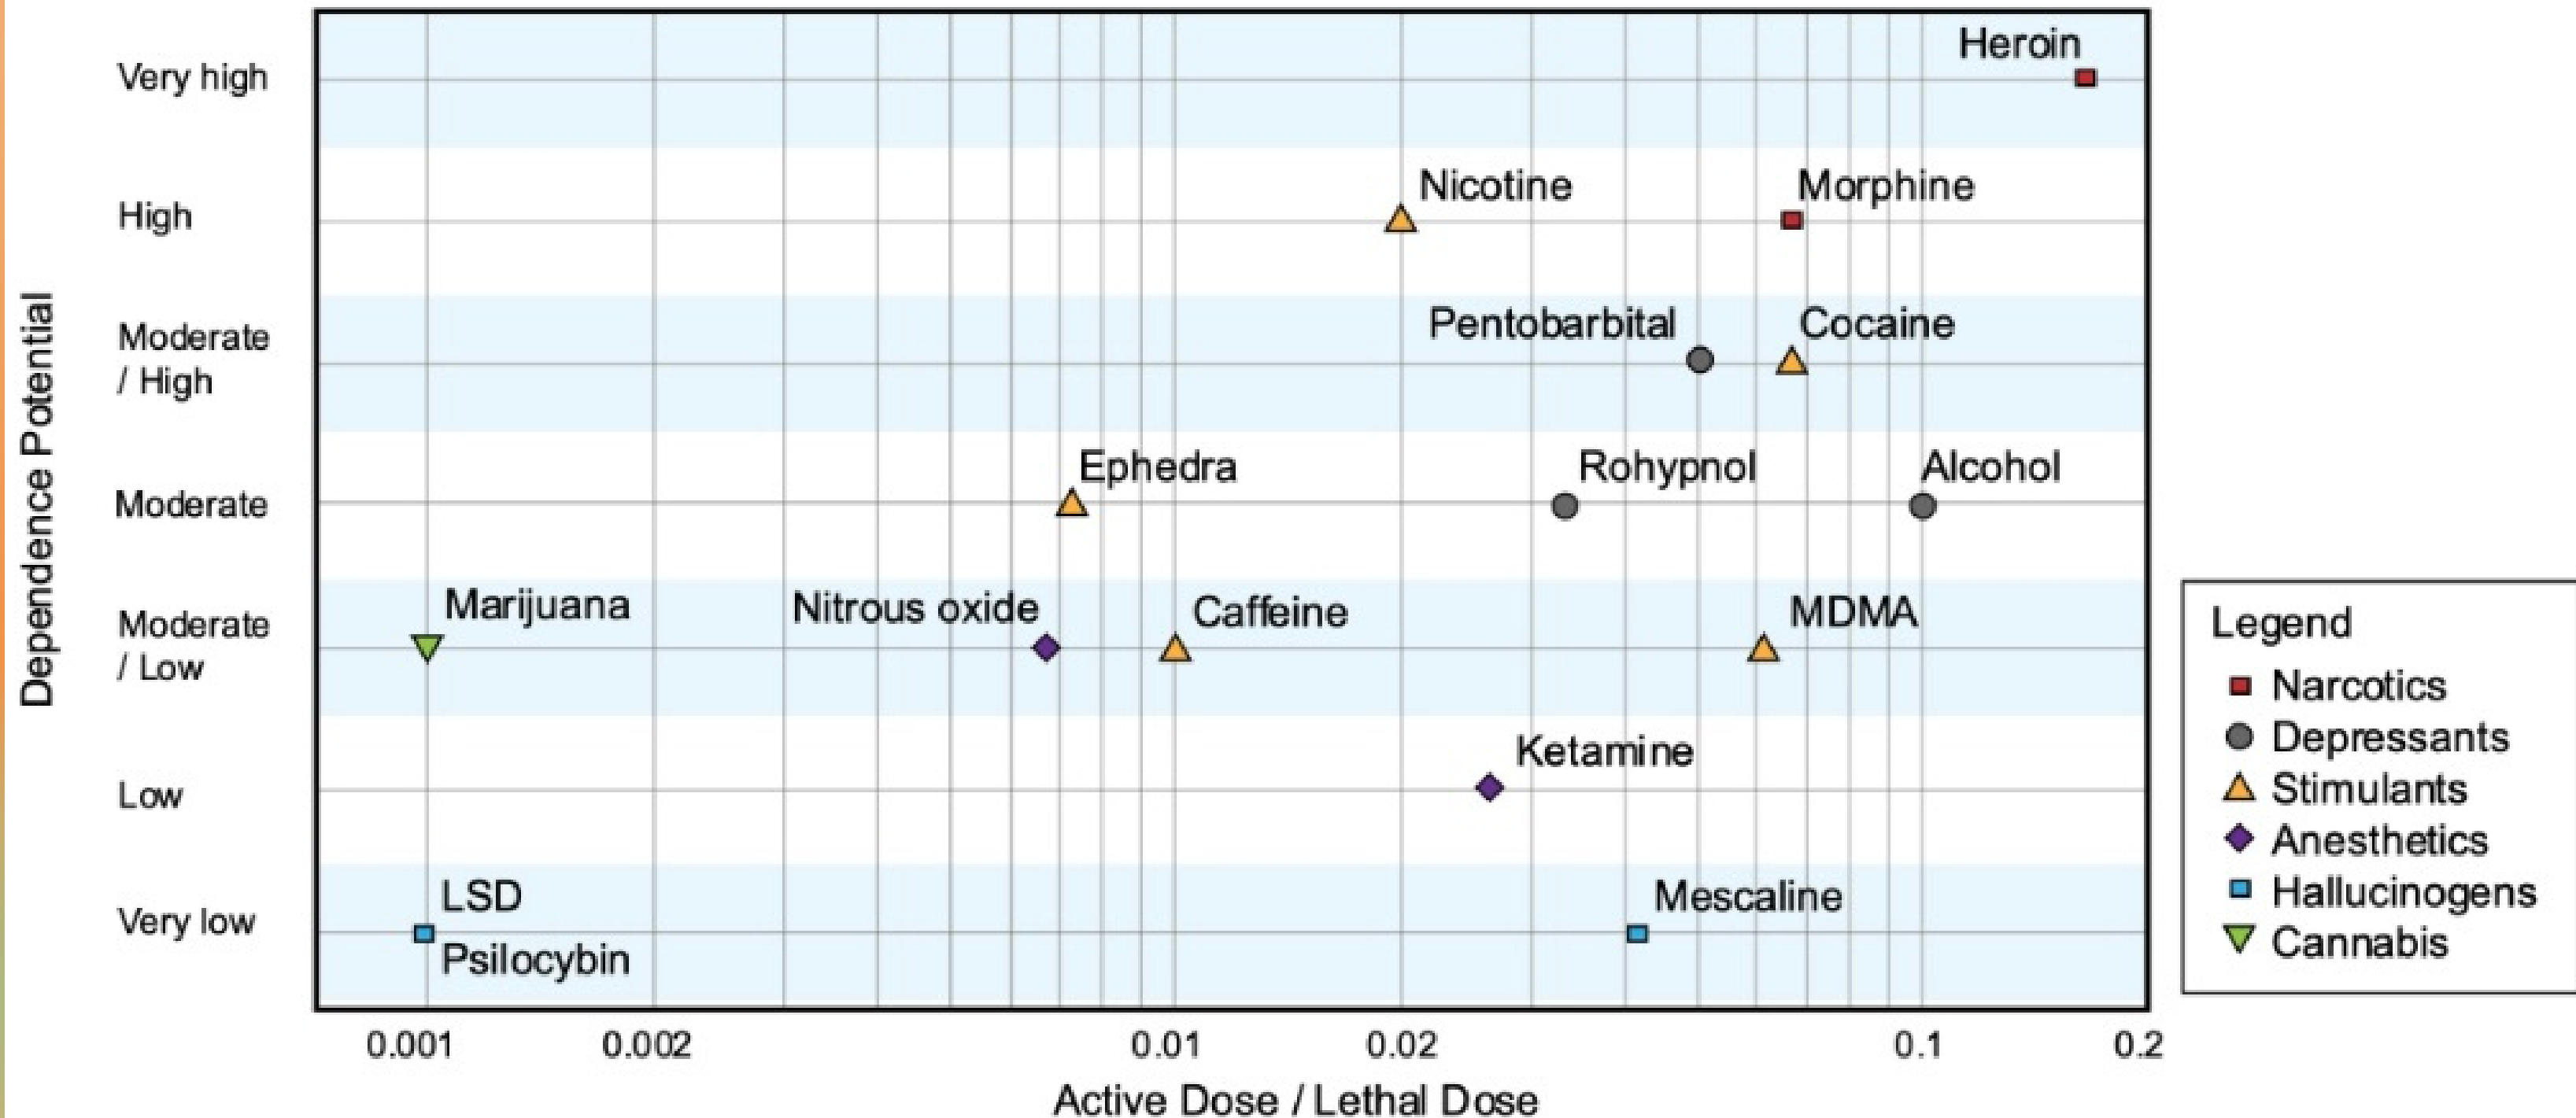 Heroin
Very high
Nicotine
Morphine
High
Pentobarbital
Cocaine
Moderate
/ High
Ephedra
Rohypnol
Alcohol
Moderate
Marijuana
Nitrous oxide
Caffeine
MDMA
Moderate
/ Low
Ketamine
Low
LSD
Psilocybin
Mescaline
Very low
Dependence Potential
0.001
0.002
0.01
0.02
0.1
0.2
Active Dose / Lethal Dose
Legend
Narcotics
Depressants
Stimulants
Anesthetics
Hallucinogens
Cannabis